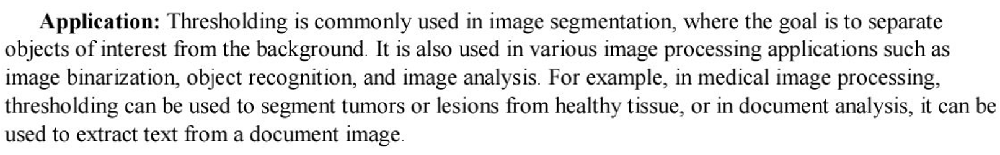 Application: Thresholding is commonly used in image segmentation, where the goal is to separate
objects of interest from the background. It is also used in various image processing applications such as
image binarization, object recognition, and image analysis. For example, in medical image processing,
thresholding can be used to segment tumors or lesions from healthy tissue, or in document analysis, it can be
used to extract text from a document image.